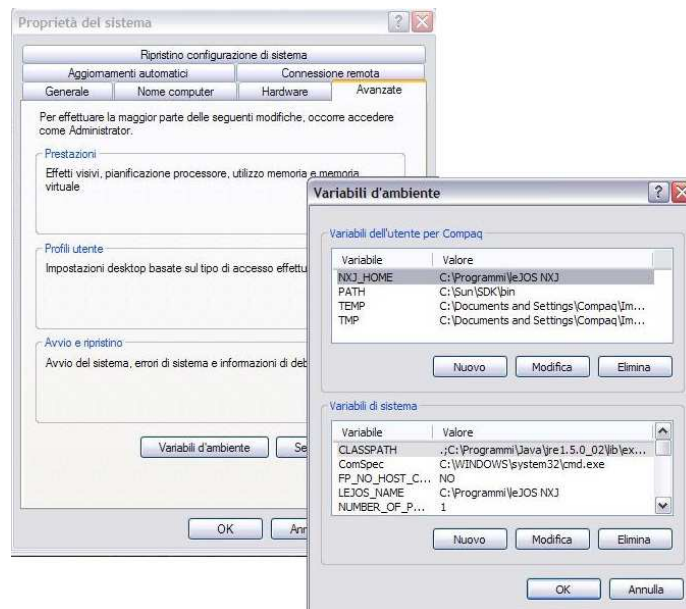 Proprietà del sistema
Ripristino configurazione di sistema
Aggiornamenti automatici Connessione remota
Generale Nome computer Hardware Avanzate
Per effettuare la maggior parte delle seguenti modifiche, occorre accedere
come Administrator.
Prestazioni
Effetti visivi, pianificazione processore, utilizzo memoria e memoria
virtuale
Profili utente
Impostazioni desktop basate sul tipo di accesso
Avvio e ripristino
Avvio del sistema, errori di sistema e informazioni di
Variabili d'ambiente
OK
Variabili d'ambiente
Variabili dell'utente per Compaq
Variabile Valore
NXJ_HOME C:\Programmi\leJOS NXJ
PATH C:\Sun\SDK\bin
TEMP C:\Documents and Settings\Compaq\Im...
TMP C:\Documents and Settings\Compaq\Im...
Nuovo Modifica Elimina
Variabili di sistema
Variabile Valore
CLASSPATH .;C:\Programmi\Java\jre1.5.0_02\lib\ex...
ComSpec C:\WINDOWS\system32\cmd.exe
FP_NO_HOST_C... NO
LEJOS_NAME C:\Programmi\leJOS NXJ
NUMBER_OF_P... 1
Nuovo Modifica Elimina
OK Annulla